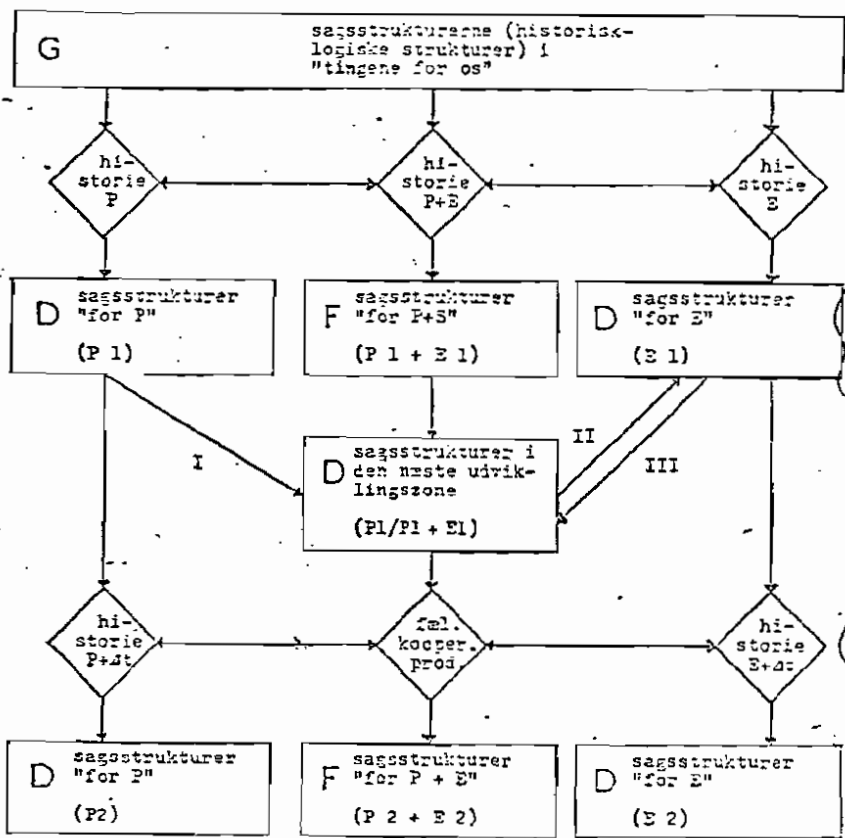 G
sagsstrukturerne (historisk-
logiske strukturer) i
"tingene for os"
hi-
storie
P
hi-
storie
P+E
hi-
storie
E
D
sagsstrukturer
"for P"
(P 1)
F
sagsstrukturer
"for P+S"
(P 1 + E 1)
D
sagsstrukturer
"for E"
(E 1)
I
D
sagsstrukturer i
den næste udvik-
lingszone
(P1/P1 + E1)
II
III
hi-
storie
P+Δt
fæl.
kooper.
prod.
hi-
storie
E+Δt
D
sagsstrukturer
"for P"
(P2)
F
sagsstrukturer
"for P + E"
(P 2 + E 2)
D
sagsstrukturer
"for E"
(E 2)